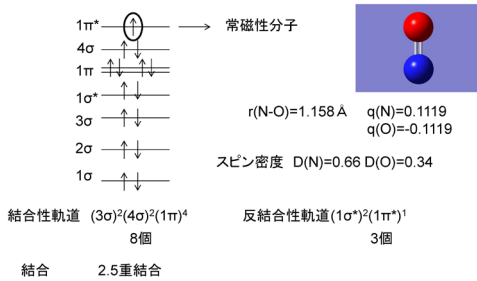 1π*
常磁性分子
4σ
1π
1σ*
3σ
2σ
1σ
r(N-O)=1.158Å q(N)=0.1119
q(O)=-0.1119
スピン密度 D(N)=0.66 D(O)=0.34
結合性軌道 (3σ)²(4σ)²(1π)⁴ 反結合性軌道(1σ*)²(1π*)¹
8個 3個
結合 2.5重結合